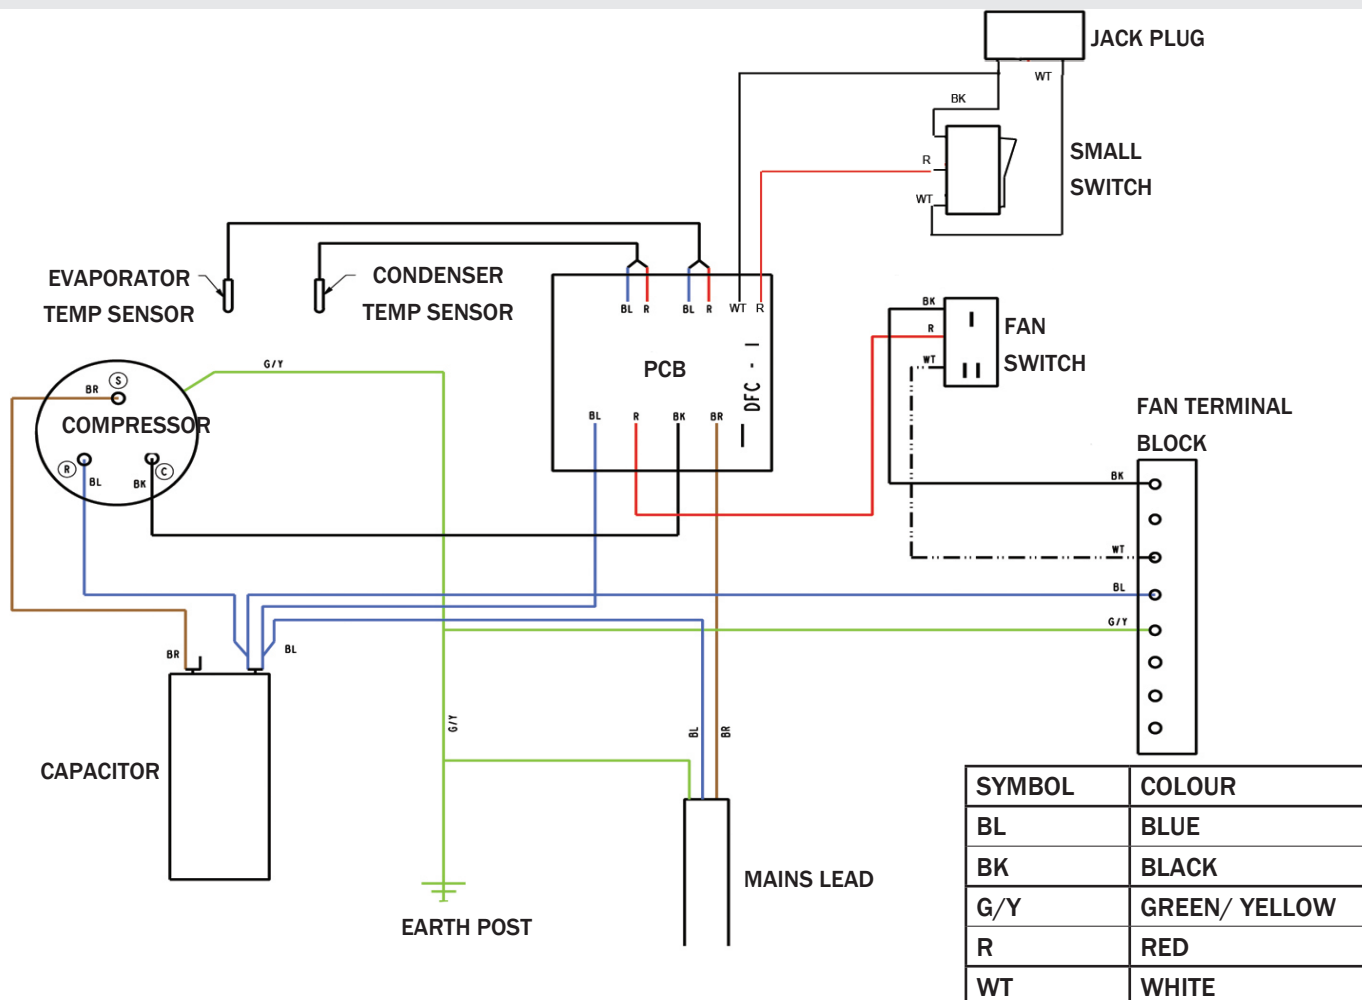 JACK PLUG
WT
BK
SMALL
SWITCH
R
WT
EVAPORATOR
TEMP SENSOR
CONDENSER
TEMP SENSOR
BL R BL R WT R
BK
R
WT
FAN
SWITCH
G/Y
PCB
DFC - I
BL R BK BR
S
BR
COMPRESSOR
R
BL
BK
C
FAN TERMINAL
BLOCK
BK
WT
BL
G/Y
BR
BL
G/Y
BL
BR
CAPACITOR
MAINS LEAD
EARTH POST
SYMBOL COLOUR
BL BLUE
BK BLACK
G/Y GREEN/ YELLOW
R RED
WT WHITE